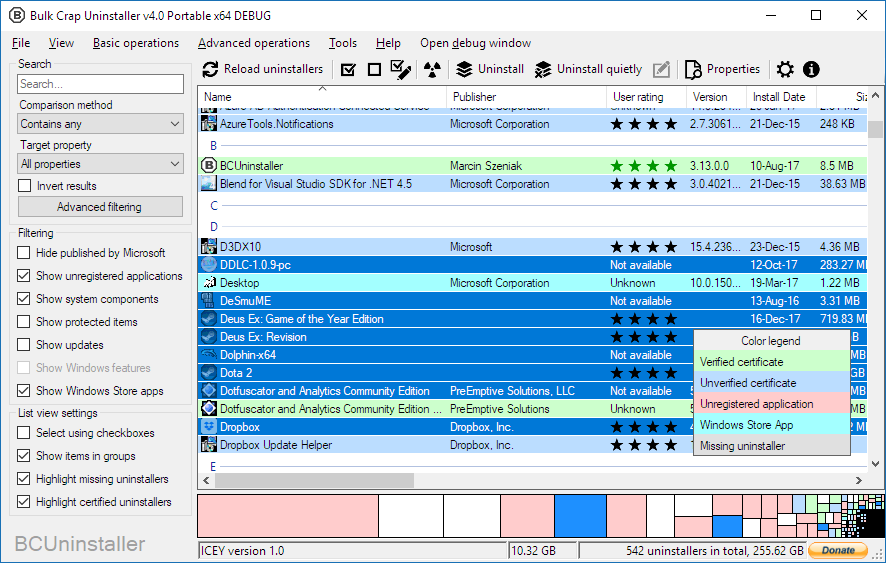 Bulk Crap Uninstaller v4.0 Portable x64 DEBUG
File View Basic operations Advanced operations Tools Help Open debug window
Search
Search...
Comparison method
Contains any
Target property
All properties
Invert results
Advanced filtering
Filtering
Hide published by Microsoft
Show unregistered applications
Show system components
Show protected items
Show updates
Show Windows features
Show Windows Store apps
List view settings
Select using checkboxes
Show items in groups
Highlight missing uninstallers
Highlight certified uninstallers
BCUninstaller
Reload uninstallers Uninstall Uninstall quietly Properties
Name Publisher User rating Version Install Date Siz
AzureTools.Notifications Microsoft Corporation ★ ★ ★ ★ 2.7.3061... 21-Dec-15 248 KB
B
BCUninstaller Marcin Szeniak ★ ★ ★ ★ 3.13.0.0 10-Aug-17 8.5 MB
Blend for Visual Studio SDK for .NET 4.5 Microsoft Corporation ★ ★ ★ ★ 3.0.4021... 21-Dec-15 38.63 MB
C
D
D3DX10 Microsoft ★ ★ ★ ★ 15.4.236... 23-Dec-15 4.36 MB
DDLC-1.0.9-pc Not available 12-Oct-17 283.27 M
Desktop Microsoft Corporation Unknown 10.0.150... 19-Mar-17 1.22 MB
DeSmuME Not available 13-Aug-16 3.31 MB
Deus Ex: Game of the Year Edition ★ ★ ★ ★ 16-Dec-17 719.83 M
Deus Ex: Revision ★ ★ ★ ★ B
Dolphin-x64 Not available
Dota 2 ★ ★ ★ ★ GB
Dotfuscator and Analytics Community Edition PreEmptive Solutions, LLC Not available
Dotfuscator and Analytics Community Edition ... PreEmptive Solutions Unknown MB
Dropbox Dropbox, Inc. ★ ★ ★ ★ MB
Dropbox Update Helper Dropbox, Inc. ★ ★ ★ ★
E
Color legend
Verified certificate
Unverified certificate
Unregistered application
Windows Store App
Missing uninstaller
ICEY version 1.0 10.32 GB 542 uninstallers in total, 255.62 GB Donate